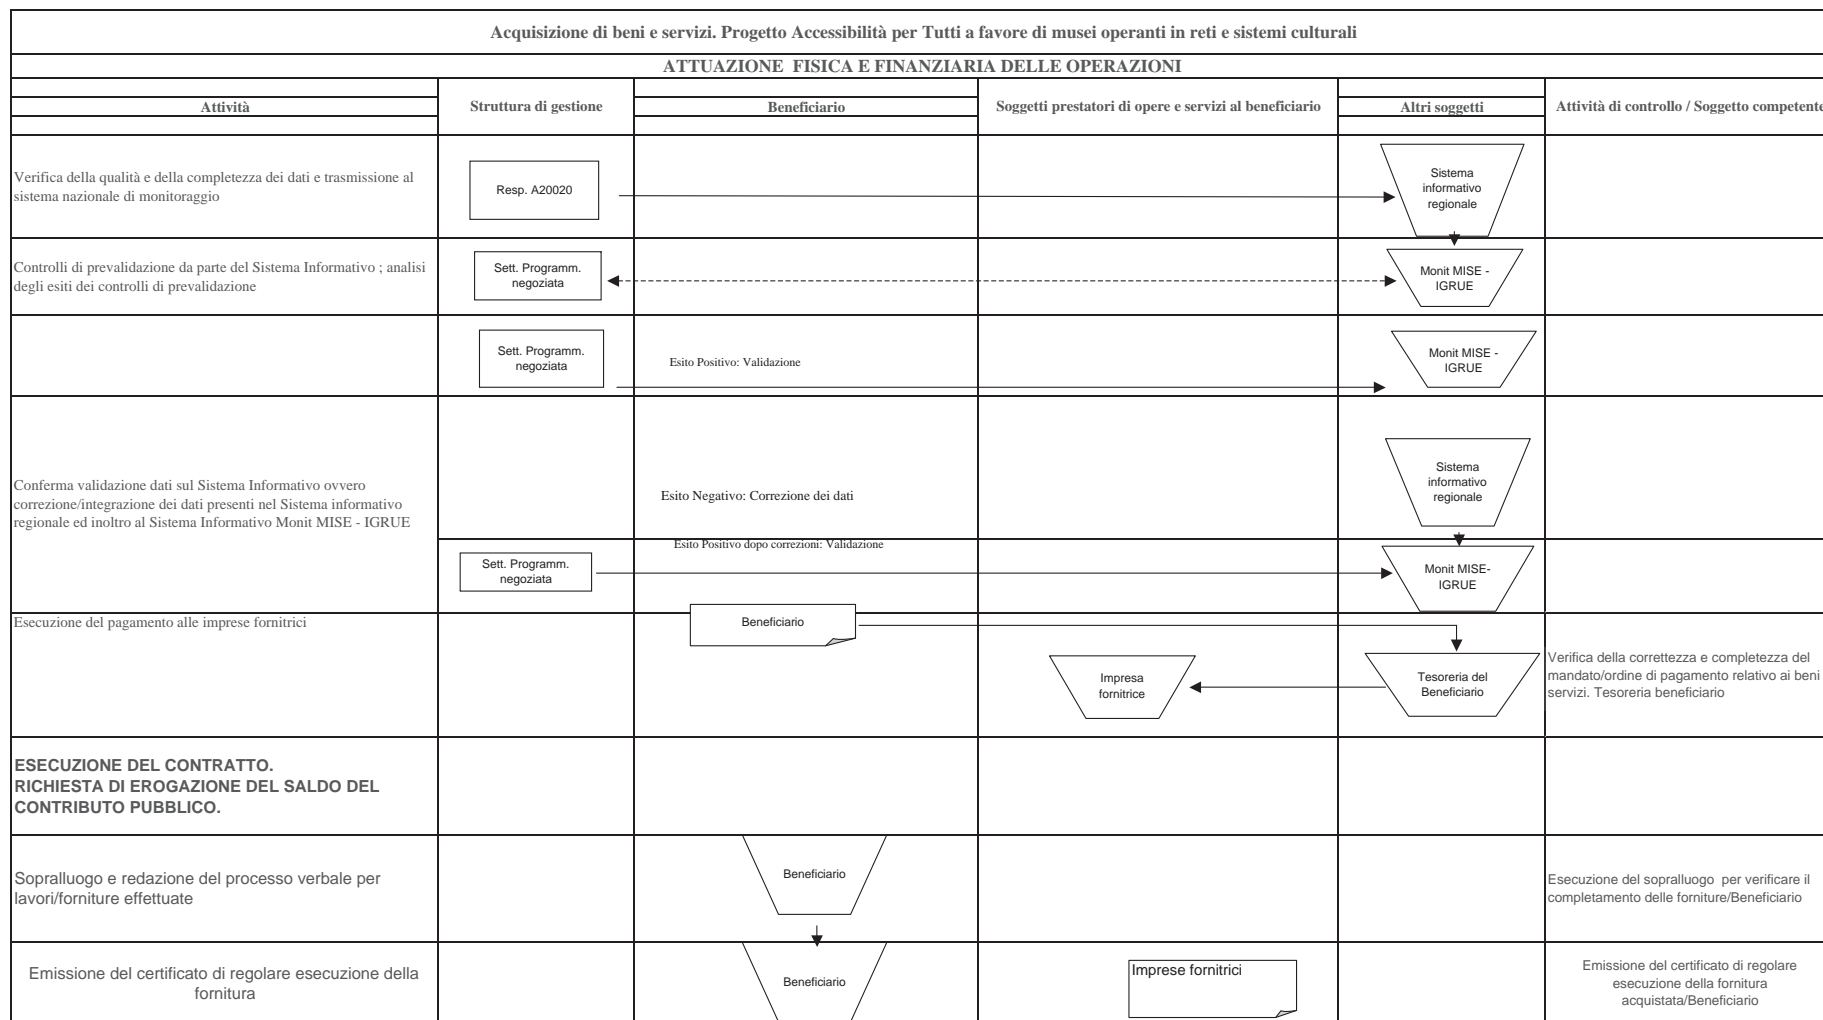 Acquisizione di beni e servizi. Progetto Accessibilità per Tutti a favore di musei operanti in reti e sistemi culturali
ATTUAZIONE FISICA E FINANZIARIA DELLE OPERAZIONI
Attività
Struttura di gestione
Beneficiario
Soggetti prestatori di opere e servizi al beneficiario
Altri soggetti
Attività di controllo / Soggetto competente
Verifica della qualità e della completezza dei dati e trasmissione al
sistema nazionale di monitoraggio
Resp. A20020
Sistema
informativo
regionale
Controlli di prevalidazione da parte del Sistema Informativo ; analisi
degli esiti dei controlli di prevalidazione
Sett. Programm.
negoziata
Monit MISE -
IGRUE
Sett. Programm.
negoziata
Esito Positivo: Validazione
Monit MISE -
IGRUE
Conferma validazione dati sul Sistema Informativo ovvero
correzione/integrazione dei dati presenti nel Sistema informativo
regionale ed inoltro al Sistema Informativo Monit MISE - IGRUE
Esito Negativo: Correzione dei dati
Sistema
informativo
regionale
Esito Positivo dopo correzioni: Validazione
Sett. Programm.
negoziata
Monit MISE-
IGRUE
Esecuzione del pagamento alle imprese fornitrici
Beneficiario
Impresa
fornitrice
Tesoreria del
Beneficiario
Verifica della correttezza e completezza del
mandato/ordine di pagamento relativo ai beni
servizi. Tesoreria beneficiario
ESECUZIONE DEL CONTRATTO.
RICHIESTA DI EROGAZIONE DEL SALDO DEL
CONTRIBUTO PUBBLICO.
Sopralluogo e redazione del processo verbale per
lavori/forniture effettuate
Beneficiario
Esecuzione del sopralluogo per verificare il
completamento delle forniture/Beneficiario
Emissione del certificato di regolare esecuzione della
fornitura
Beneficiario
Imprese fornitrici
Emissione del certificato di regolare
esecuzione della fornitura
acquistata/Beneficiario